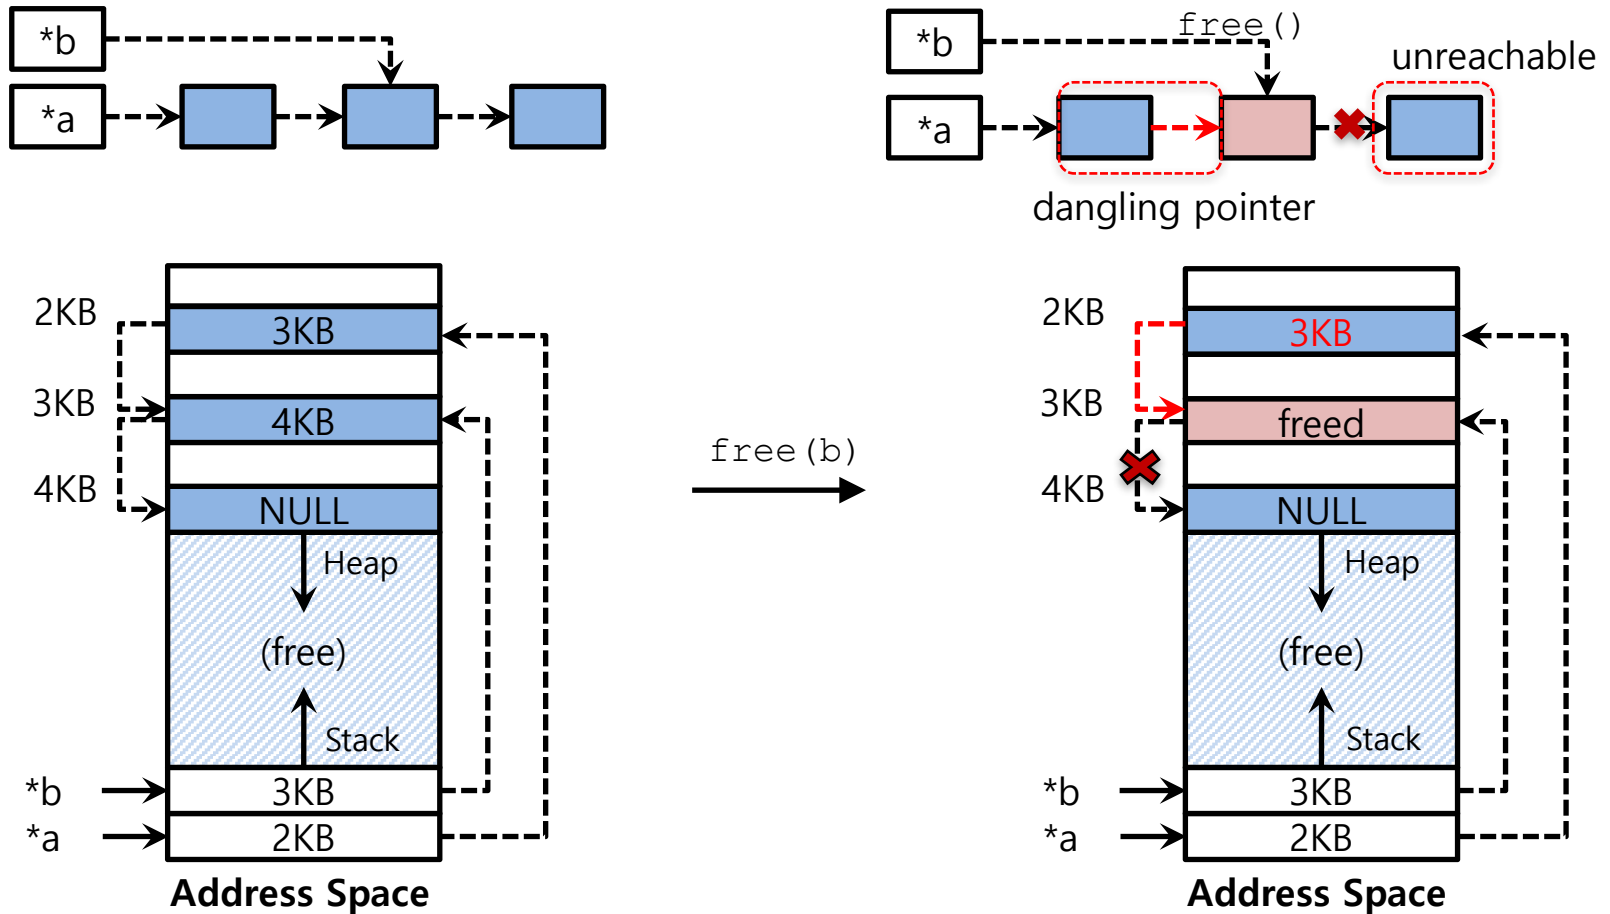 *b
*a
free()
*b
unreachable
*a
dangling pointer
2KB
3KB
3KB
4KB
4KB
NULL
Heap
(free)
Stack
*b
3KB
*a
2KB
Address Space
free(b)
2KB
3KB
3KB
freed
4KB
NULL
Heap
(free)
Stack
*b
3KB
*a
2KB
Address Space